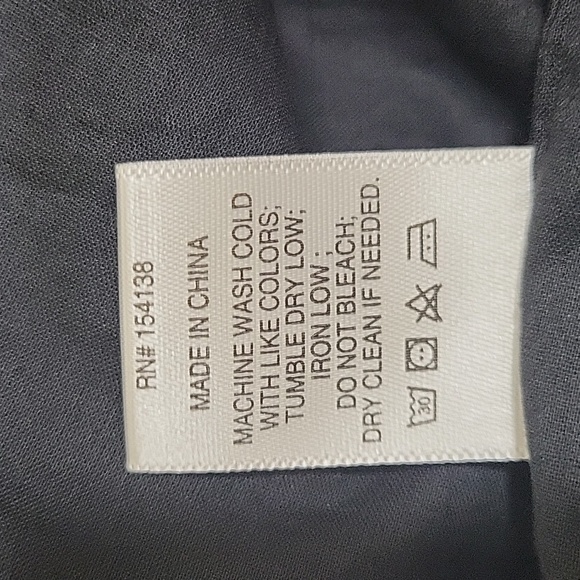 RN# 154138
MADE IN CHINA
MACHINE WASH COLD
WITH LIKE COLORS;
TUMBLE DRY LOW;
IRON LOW ;
DO NOT BLEACH;
DRY CLEAN IF NEEDED.
30